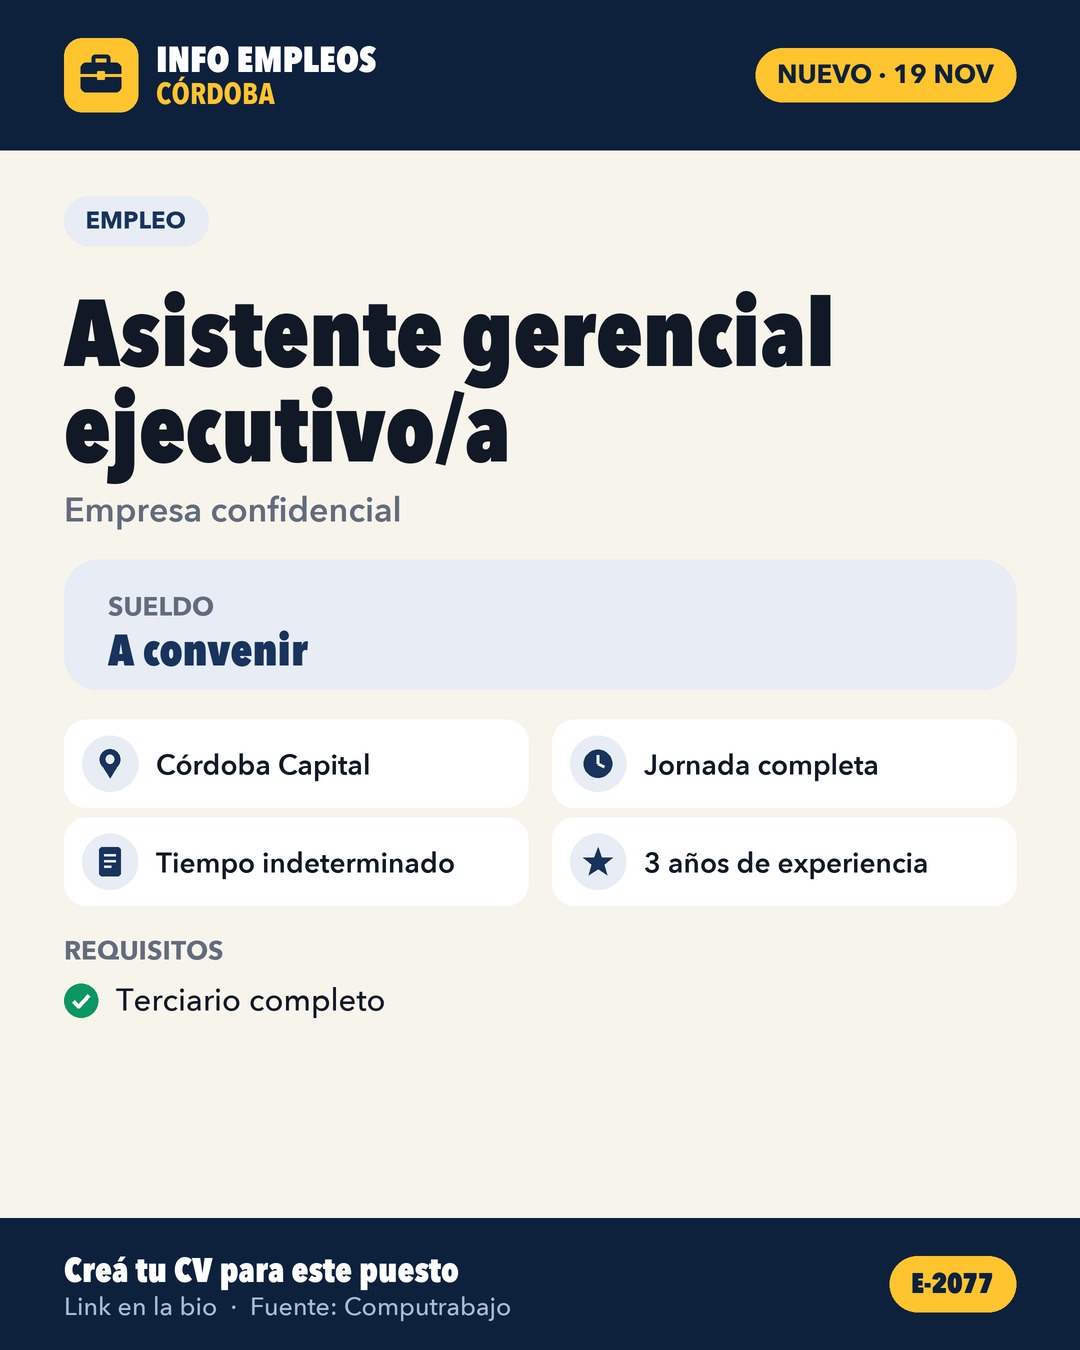 INFO EMPLEOS
CÓRDOBA
NUEVO · 19 NOV
EMPLEO
Asistente gerencial
ejecutivo/a
Empresa confidencial
SUELDO
A convenir
Córdoba Capital
Jornada completa
Tiempo indeterminado
3 años de experiencia
REQUISITOS
Terciario completo
Creá tu CV para este puesto
Link en la bio · Fuente: Computrabajo
E-2077